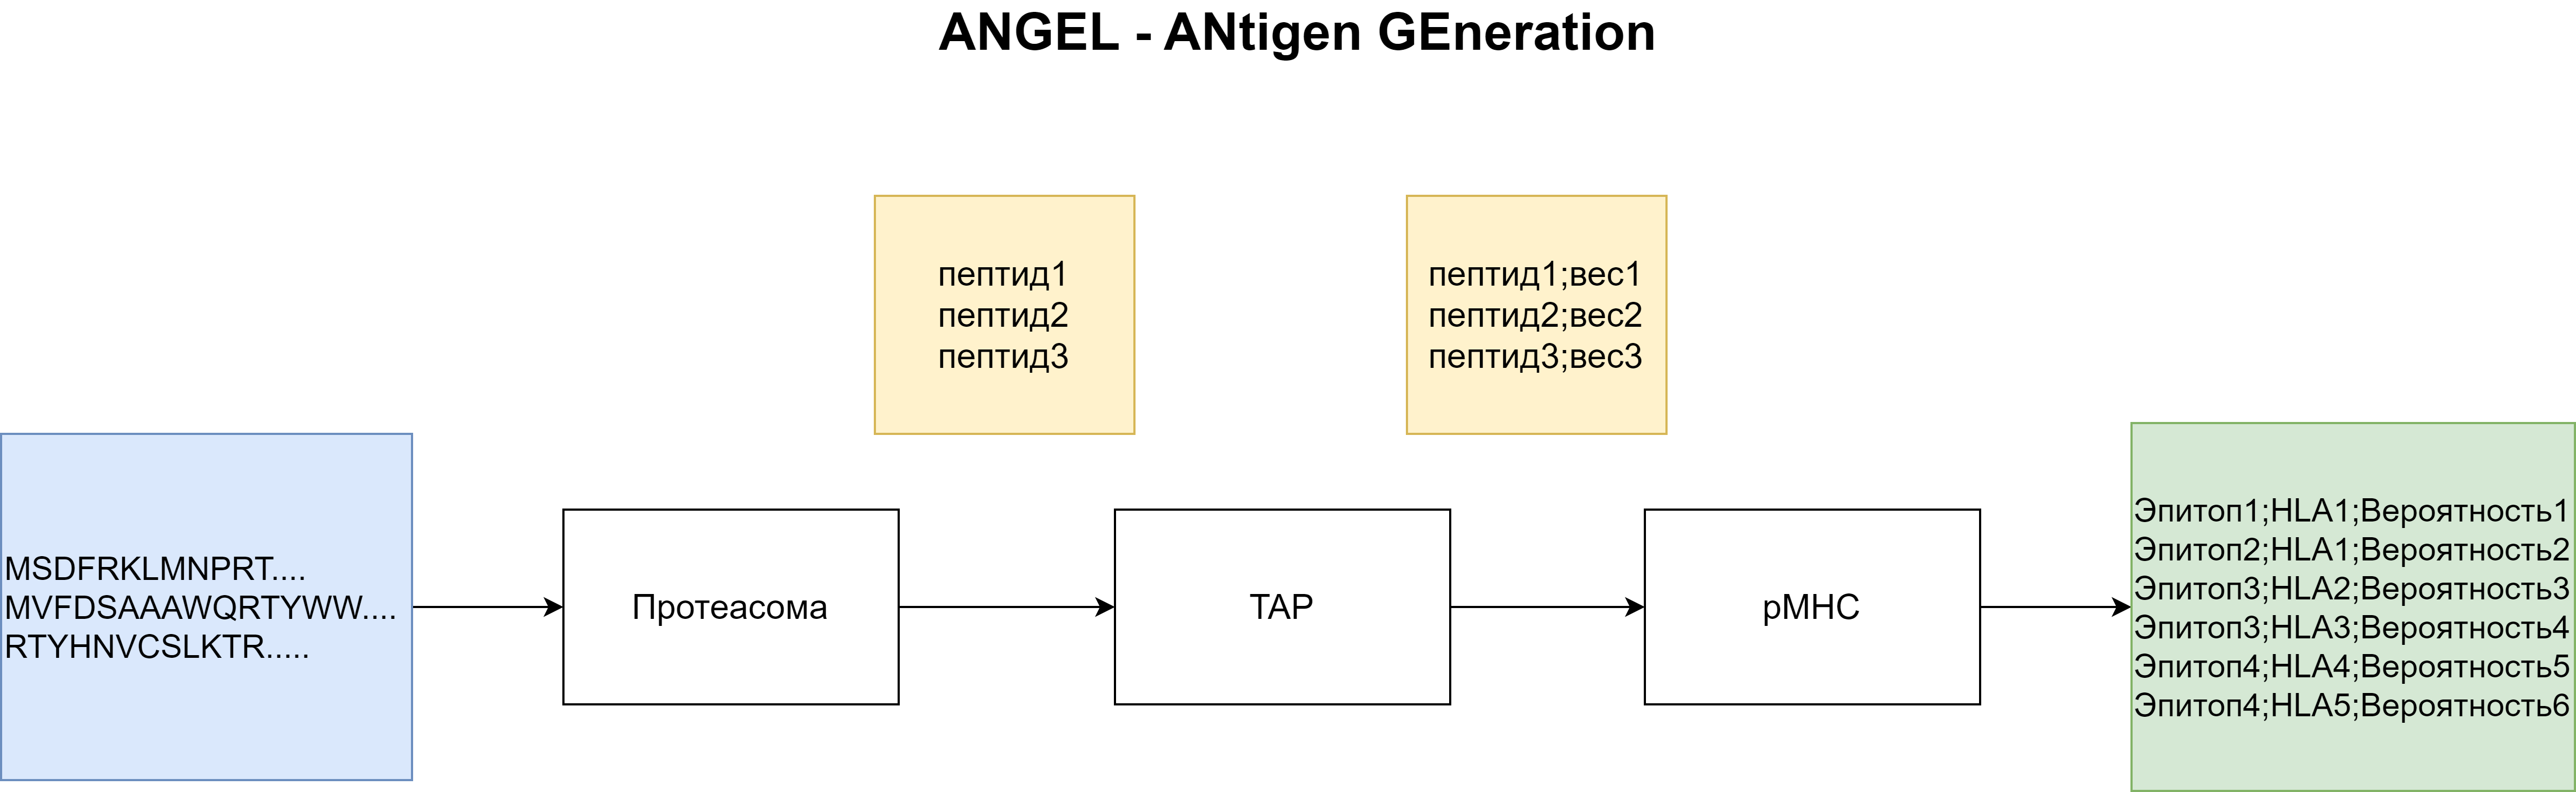 ANGEL - ANtigen GEneration
пептид1
пептид2
пептид3
пептид1;вес1
пептид2;вес2
пептид3;вес3
MSDFRKLMNPRT....
MVFDSAAAWQRTYWW....
RTYHNVCSLKTR.....
Протеасома
TAP
pMHC
Эпитоп1;HLA1;Вероятность1
Эпитоп2;HLA1;Вероятность2
Эпитоп3;HLA2;Вероятность3
Эпитоп3;HLA3;Вероятность4
Эпитоп4;HLA4;Вероятность5
Эпитоп4;HLA5;Вероятность6